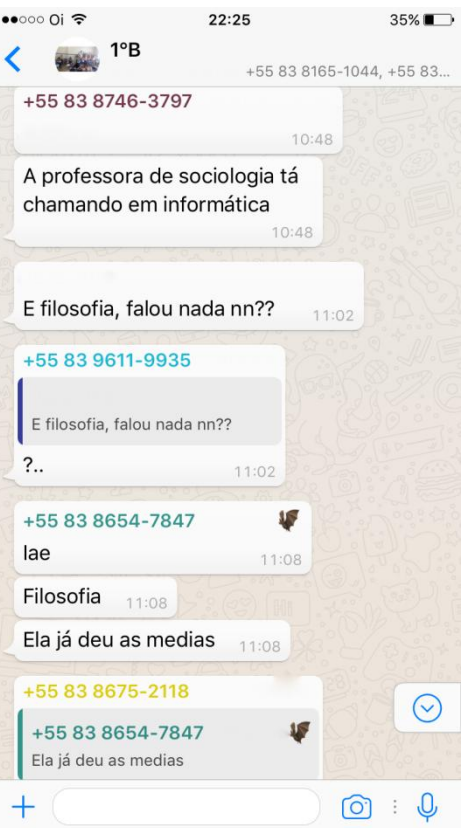 Oi 22:25 35%
1ºB
+55 83 8165-1044, +55 83...
+55 83 8746-3797
10:48
A professora de sociologia tá
chamando em informática
10:48
E filosofia, falou nada nn??
11:02
+55 83 9611-9935
E filosofia, falou nada nn??
?..
11:02
+55 83 8654-7847
Iae
11:08
Filosofia 11:08
Ela já deu as medias 11:08
+55 83 8675-2118
+55 83 8654-7847
Ela já deu as medias